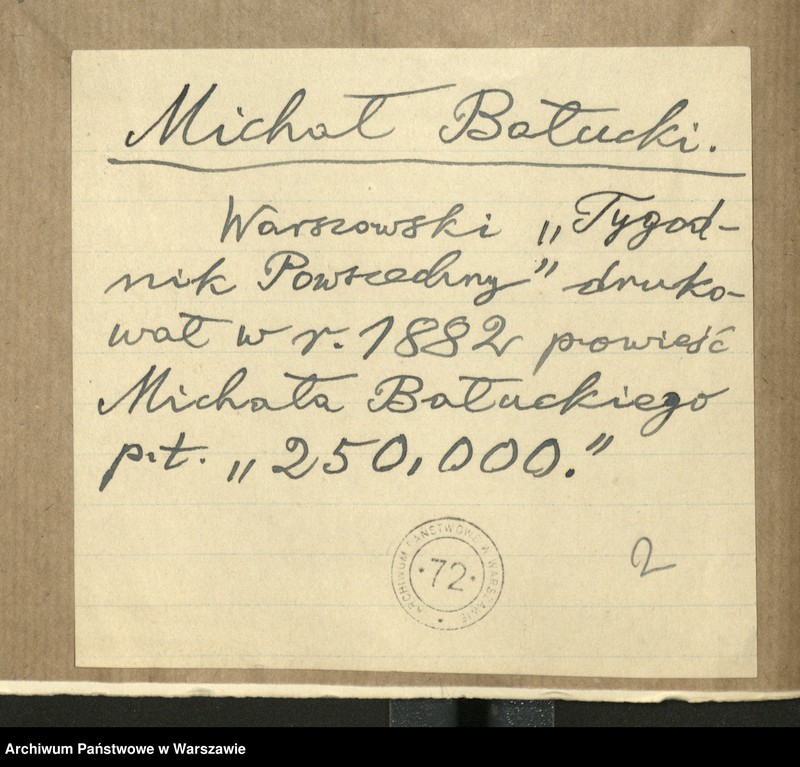 Michał Bałucki.
Warszawski „Tygod-
nik Powszechny” druko-
wał w r. 1882 powieść
Michała Bałuckiego
p.t. „250,000.”
ARCHIWUM PAŃSTWOWE W WARSZAWIE
72
2
Archiwum Państwowe w Warszawie